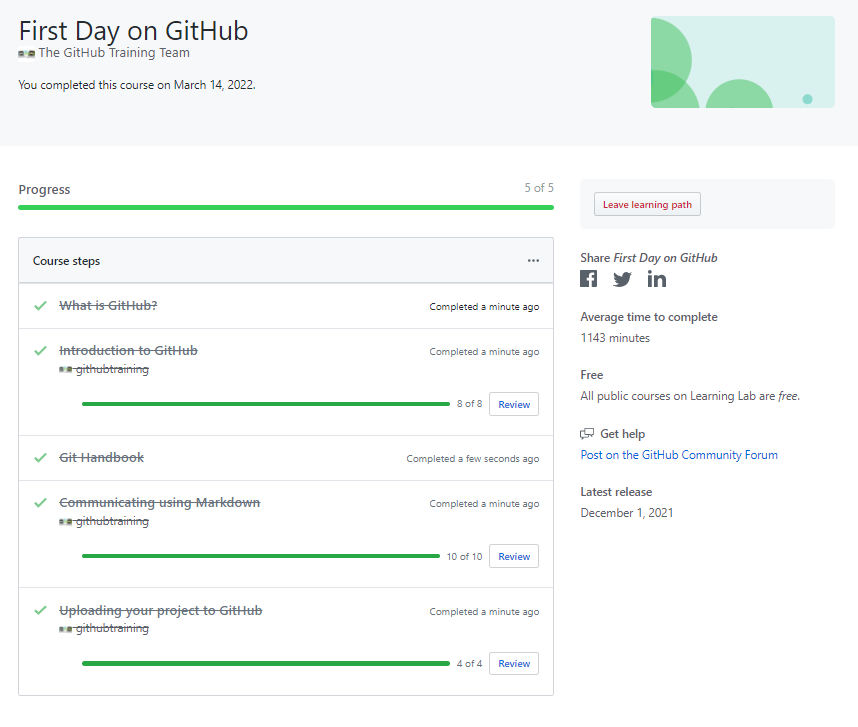 First Day on GitHub
The GitHub Training Team
You completed this course on March 14, 2022.
Progress
5 of 5
Course steps
What is GitHub?
Completed a minute ago
Introduction to GitHub
Completed a minute ago
githubtraining
8 of 8
Review
Git Handbook
Completed a few seconds ago
Communicating using Markdown
Completed a minute ago
githubtraining
10 of 10
Review
Uploading your project to GitHub
Completed a minute ago
githubtraining
4 of 4
Review
Leave learning path
Share First Day on GitHub
Average time to complete
1143 minutes
Free
All public courses on Learning Lab are free.
Get help
Post on the GitHub Community Forum
Latest release
December 1, 2021